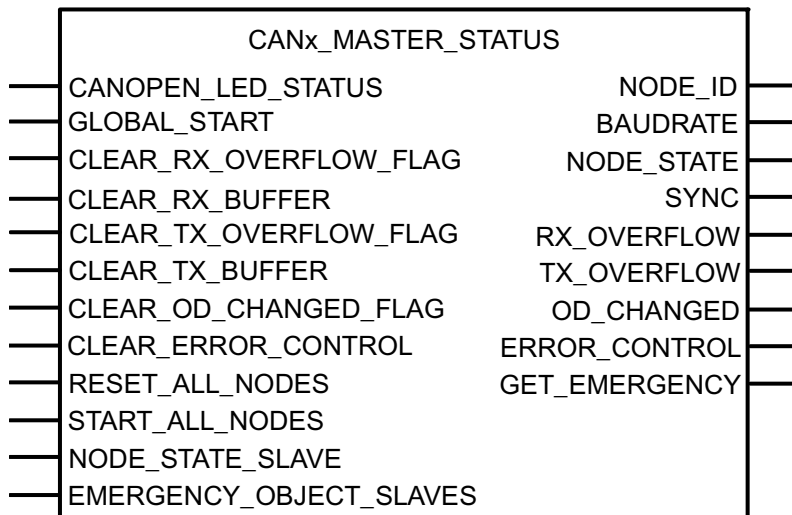 CANx_MASTER_STATUS
CANOPEN_LED_STATUS NODE_ID
GLOBAL_START BAUDRATE
CLEAR_RX_OVERFLOW_FLAG NODE_STATE
CLEAR_RX_BUFFER SYNC
CLEAR_TX_OVERFLOW_FLAG RX_OVERFLOW
CLEAR_TX_BUFFER TX_OVERFLOW
CLEAR_OD_CHANGED_FLAG OD_CHANGED
CLEAR_ERROR_CONTROL ERROR_CONTROL
RESET_ALL_NODES GET_EMERGENCY
START_ALL_NODES
NODE_STATE_SLAVE
EMERGENCY_OBJECT_SLAVES